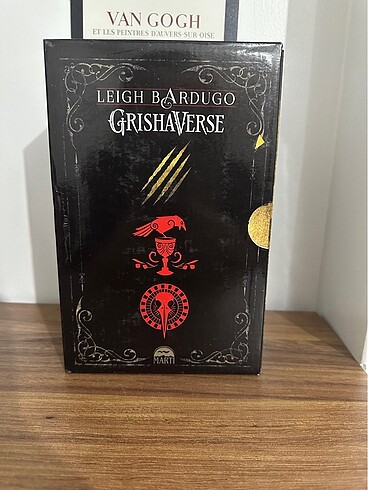 VAN GOGH
ET LES PEINTRES D'AUVERS-SUR-OISE
LEIGH BARDUGO
GRISHAVERSE
MARTI